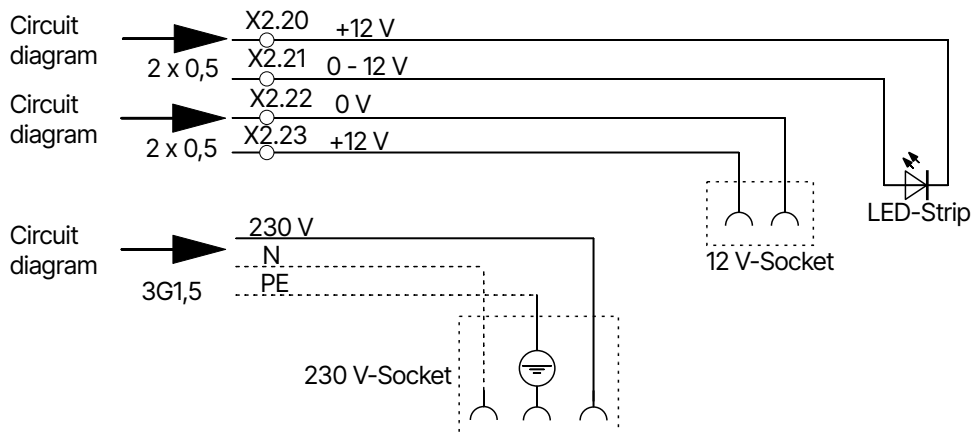 Circuit
diagram
X2.20
+12 V
2 x 0,5
X2.21
0 - 12 V
Circuit
diagram
X2.22
0 V
2 x 0,5
X2.23
+12 V
LED-Strip
12 V-Socket
Circuit
diagram
230 V
N
3G1,5
PE
230 V-Socket